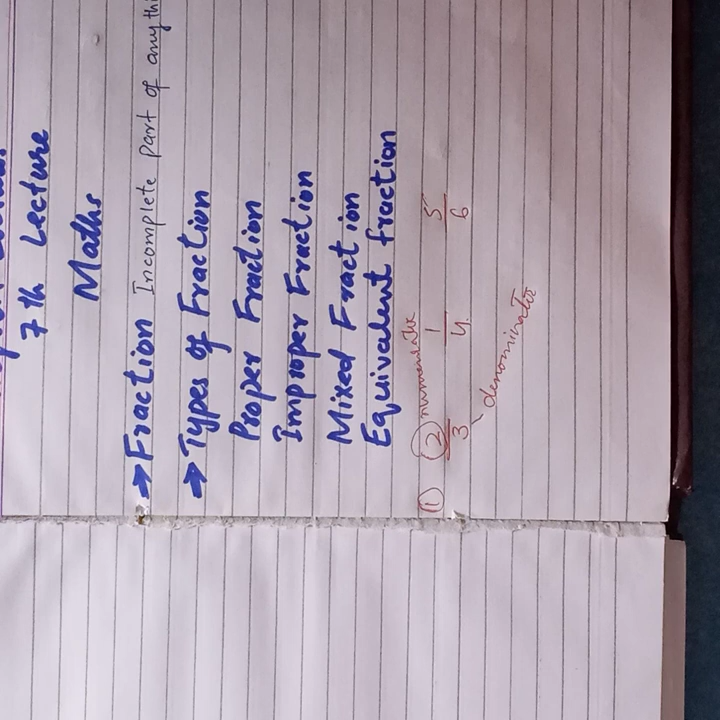 7th Lecture
Maths
→ Fraction Incomplete part of any thi
→ Types of Fraction
Proper Fraction
Improper Fraction
Mixed Fraction
Equivalent fraction
① 2 numerator 1 5
3 4 6
denominator